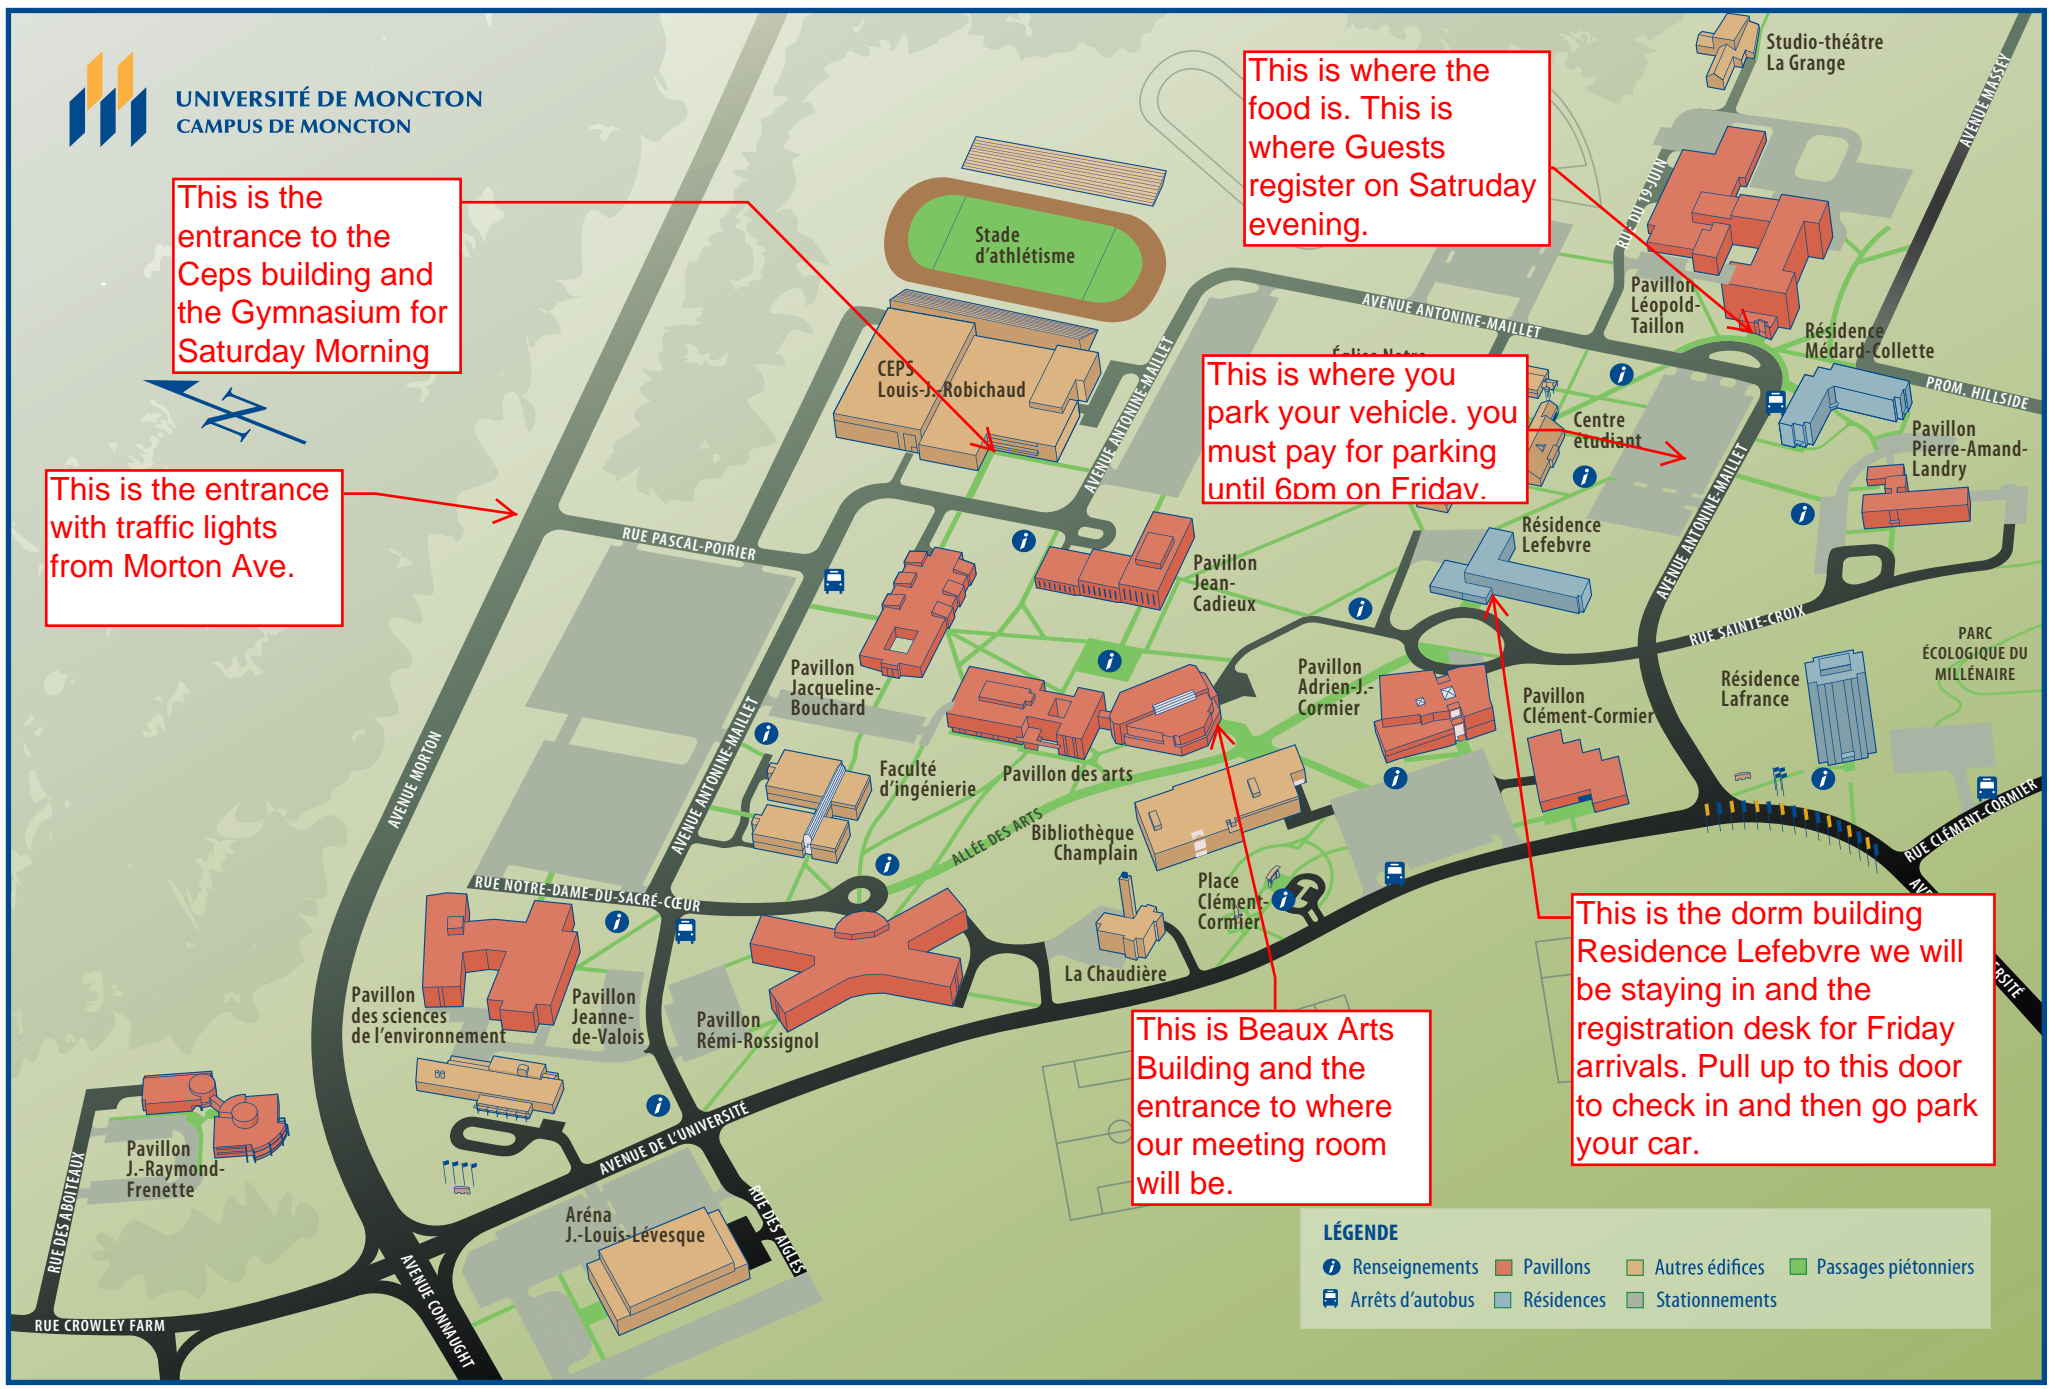 UNIVERSITÉ DE MONCTON
CAMPUS DE MONCTON
This is the
entrance to the
Ceps building and
the Gymnasium for
Saturday Morning
This is where the
food is. This is
where Guests
register on Satruday
evening.
Studio-théâtre
La Grange
AVENUE MASSEY
RUE DU 19-JUIN
Stade
d'athlétisme
Pavillon
Léopold-
Taillon
AVENUE ANTONINE-MAILLET
Résidence
Médard-Collette
PROM. HILLSIDE
CEPS
Louis-J.-Robichaud
AVENUE ANTONINE-MAILLET
This is where you
park your vehicle. you
must pay for parking
until 6pm on Friday.
Centre
étudiant
Pavillon
Pierre-Amand-
Landry
N
This is the entrance
with traffic lights
from Morton Ave.
RUE PASCAL-POIRIER
AVENUE ANTONINE-MAILLET
Résidence
Lefebvre
Pavillon
Jean-
Cadieux
RUE SAINTE-CROIX
PARC
ÉCOLOGIQUE DU
MILLÉNAIRE
Pavillon
Jacqueline-
Bouchard
Pavillon
Adrien-J.-
Cormier
Pavillon
Clément-Cormier
Résidence
Lafrance
AVENUE MORTON
AVENUE ANTONINE-MAILLET
Faculté
d'ingénierie
Pavillon des arts
ALLÉE DES ARTS
Bibliothèque
Champlain
RUE CLÉMENT-CORMIER
RUE NOTRE-DAME-DU-SACRÉ-CŒUR
Place
Clément-
Cormier
La Chaudière
This is the dorm building
Residence Lefebvre we will
be staying in and the
registration desk for Friday
arrivals. Pull up to this door
to check in and then go park
your car.
Pavillon
des sciences
de l'environnement
Pavillon
Jeanne-
de-Valois
Pavillon
Rémi-Rossignol
This is Beaux Arts
Building and the
entrance to where
our meeting room
will be.
AVENUE DE L'UNIVERSITÉ
Pavillon
J.-Raymond-
Frenette
RUE DES ABOITEAUX
RUE DES AIGLES
Aréna
J.-Louis-Lévesque
AVENUE CONNAUGHT
RUE CROWLEY FARM
LÉGENDE
i Renseignements
Pavillons
Autres édifices
Passages piétonniers
Arrêts d'autobus
Résidences
Stationnements